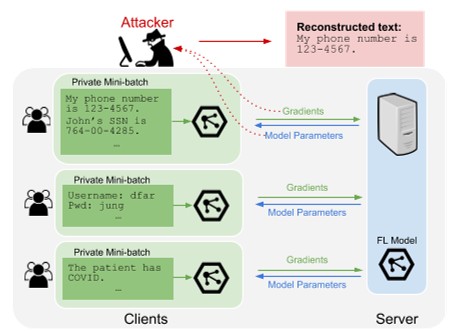 Attacker
Reconstructed text:
My phone number is
123-4567.
Private Mini-batch
My phone number
is 123-4567.
John's SSN is
764-00-4285.
…
Gradients
Model Parameters
Private Mini-batch
Username: dfar
Pwd: jung
…
Gradients
Model Parameters
Private Mini-batch
The patient has
COVID.
…
Gradients
Model Parameters
FL Model
Clients
Server